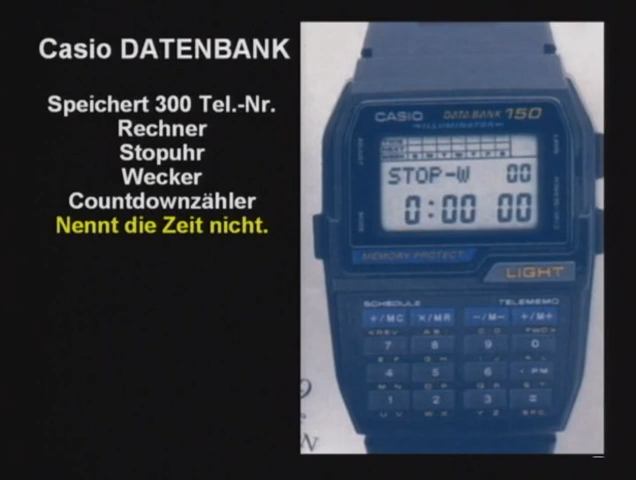 Casio DATENBANK
Speichert 300 Tel.-Nr.
Rechner
Stopuhr
Wecker
Countdownzähler
Nennt die Zeit nicht.
CASIO DATA BANK 150
ILLUMINATOR
STOP-W 00
0:00 00
MEMORY PROTECT
LIGHT
SCHEDULE TELEMEMO
÷/MC ×/MR −/M− +/M+
7 8 9 0
4 5 6 PM
1 2 3 =
U V W X Y Z SPC